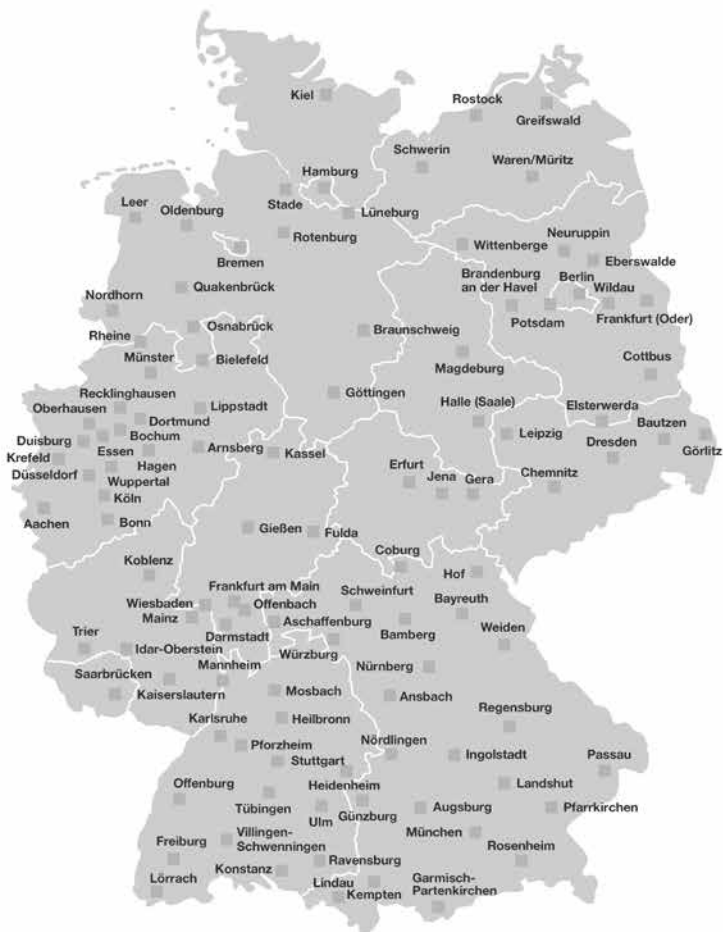 Kiel
Rostock
Greifswald
Schwerin
Waren/Müritz
Hamburg
Stade
Lüneburg
Leer
Oldenburg
Rotenburg
Bremen
Wittenberge
Neuruppin
Eberswalde
Quakenbrück
Brandenburg
an der Havel
Berlin
Wildau
Nordhorn
Potsdam
Frankfurt (Oder)
Rheine
Osnabrück
Braunschweig
Münster
Bielefeld
Magdeburg
Cottbus
Recklinghausen
Göttingen
Oberhausen
Lippstadt
Dortmund
Halle (Saale)
Elsterwerda
Duisburg
Bochum
Leipzig
Bautzen
Krefeld
Essen
Arnsberg
Kassel
Dresden
Görlitz
Düsseldorf
Hagen
Wuppertal
Erfurt
Jena
Gera
Chemnitz
Köln
Aachen
Bonn
Gießen
Fulda
Koblenz
Coburg
Hof
Frankfurt am Main
Wiesbaden
Offenbach
Schweinfurt
Bayreuth
Mainz
Aschaffenburg
Darmstadt
Bamberg
Weiden
Trier
Idar-Oberstein
Würzburg
Mannheim
Nürnberg
Saarbrücken
Kaiserslautern
Mosbach
Ansbach
Regensburg
Karlsruhe
Heilbronn
Pforzheim
Nördlingen
Stuttgart
Ingolstadt
Passau
Offenburg
Heidenheim
Landshut
Tübingen
Ulm
Günzburg
Augsburg
Pfarrkirchen
Villingen-
Schwenningen
München
Freiburg
Rosenheim
Konstanz
Ravensburg
Lörrach
Lindau
Kempten
Garmisch-
Partenkirchen